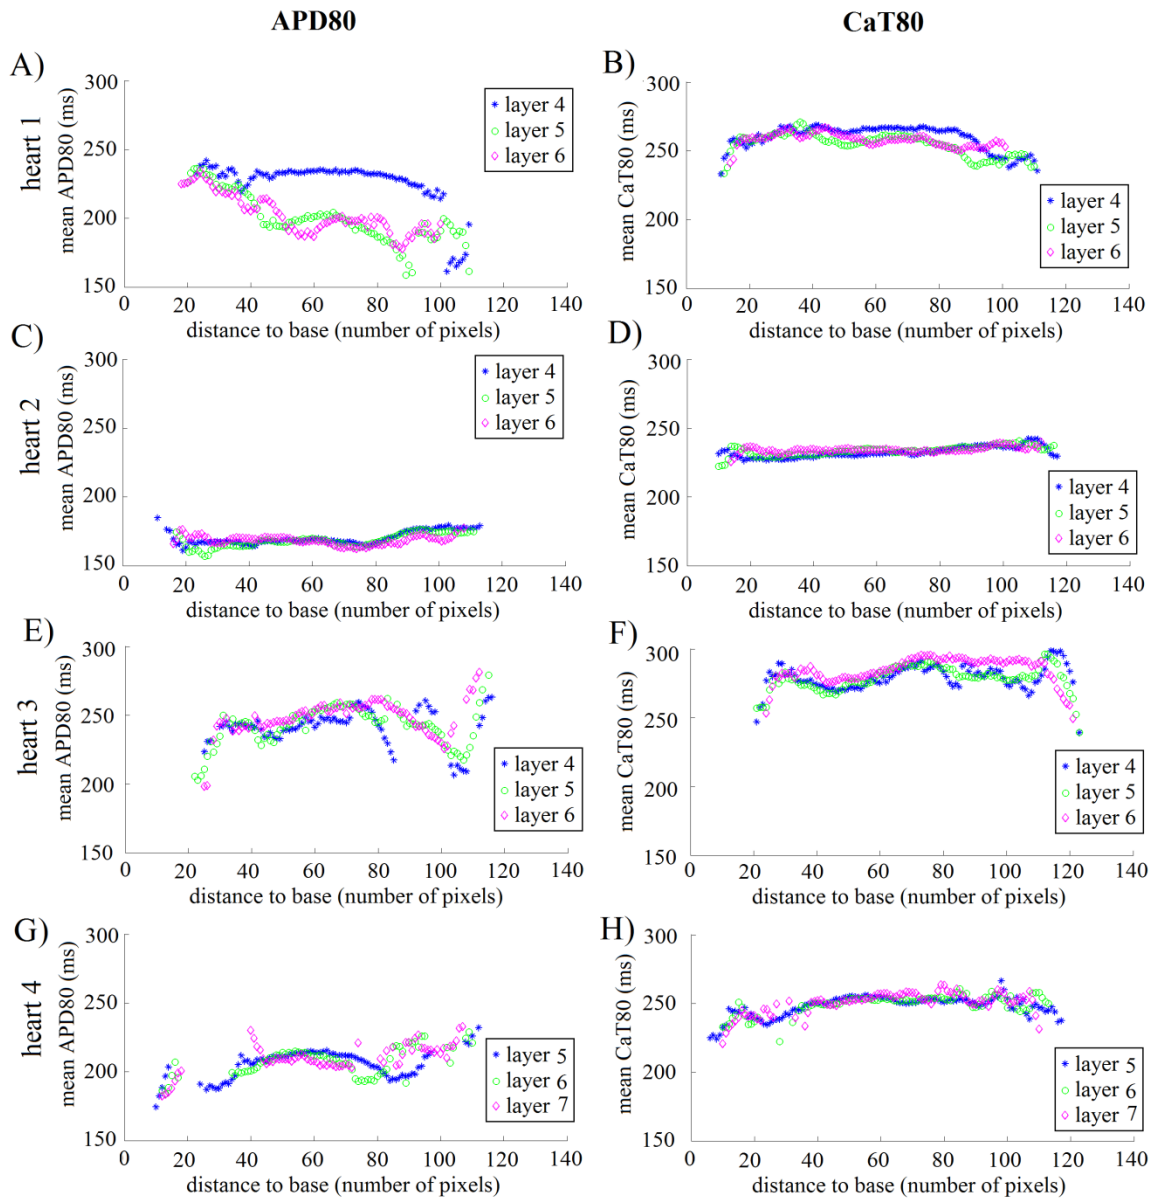 APD80 CaT80
A) B)
heart 1
mean APD80 (ms)
300
250
200
150
0 20 40 60 80 100 120 140
distance to base (number of pixels)
layer 4
layer 5
layer 6
mean CaT80 (ms)
300
250
200
150
0 20 40 60 80 100 120 140
distance to base (number of pixels)
layer 4
layer 5
layer 6
C) D)
heart 2
mean APD80 (ms)
300
250
200
150
0 20 40 60 80 100 120 140
distance to base (number of pixels)
layer 4
layer 5
layer 6
mean CaT80 (ms)
300
250
200
150
0 20 40 60 80 100 120 140
distance to base (number of pixels)
layer 4
layer 5
layer 6
E) F)
heart 3
mean APD80 (ms)
300
250
200
150
0 20 40 60 80 100 120 140
distance to base (number of pixels)
layer 4
layer 5
layer 6
mean CaT80 (ms)
300
250
200
150
0 20 40 60 80 100 120 140
distance to base (number of pixels)
layer 4
layer 5
layer 6
G) H)
heart 4
mean APD80 (ms)
300
250
200
150
0 20 40 60 80 100 120 140
distance to base (number of pixels)
layer 5
layer 6
layer 7
mean CaT80 (ms)
300
250
200
150
0 20 40 60 80 100 120 140
distance to base (number of pixels)
layer 5
layer 6
layer 7